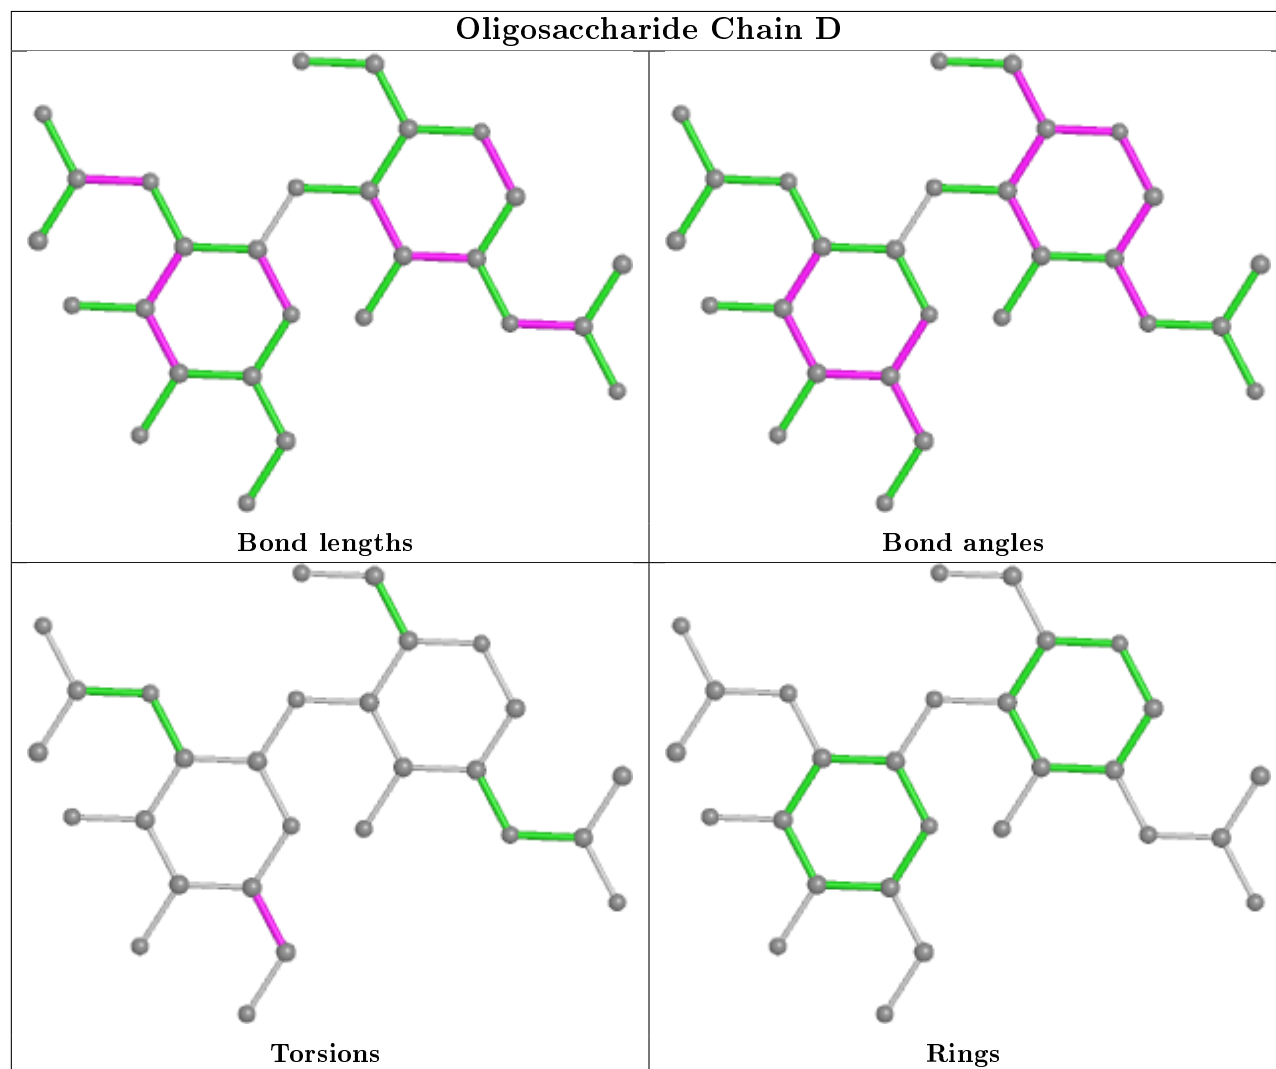 Oligosaccharide Chain D
Bond lengths
Bond angles
Torsions
Rings